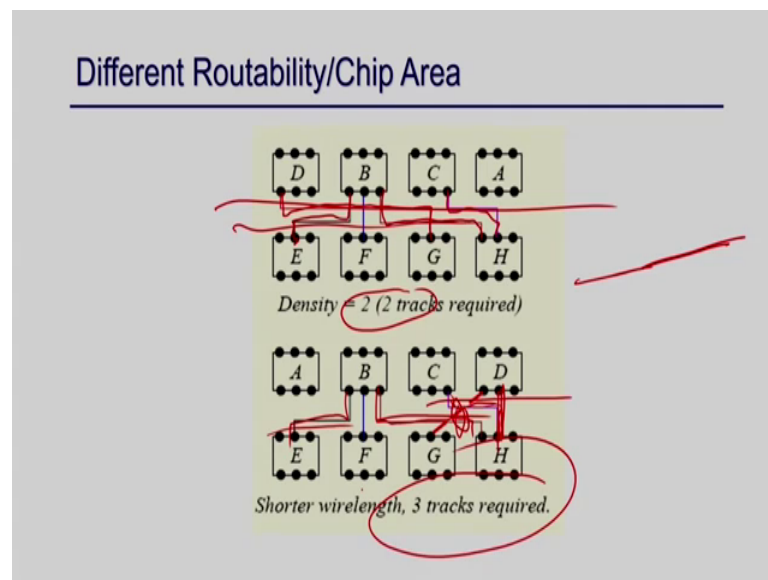 Different Routability/Chip Area
D B C A
E F G H
Density = 2 (2 tracks required)
A B C D
E F G H
Shorter wirelength, 3 tracks required.